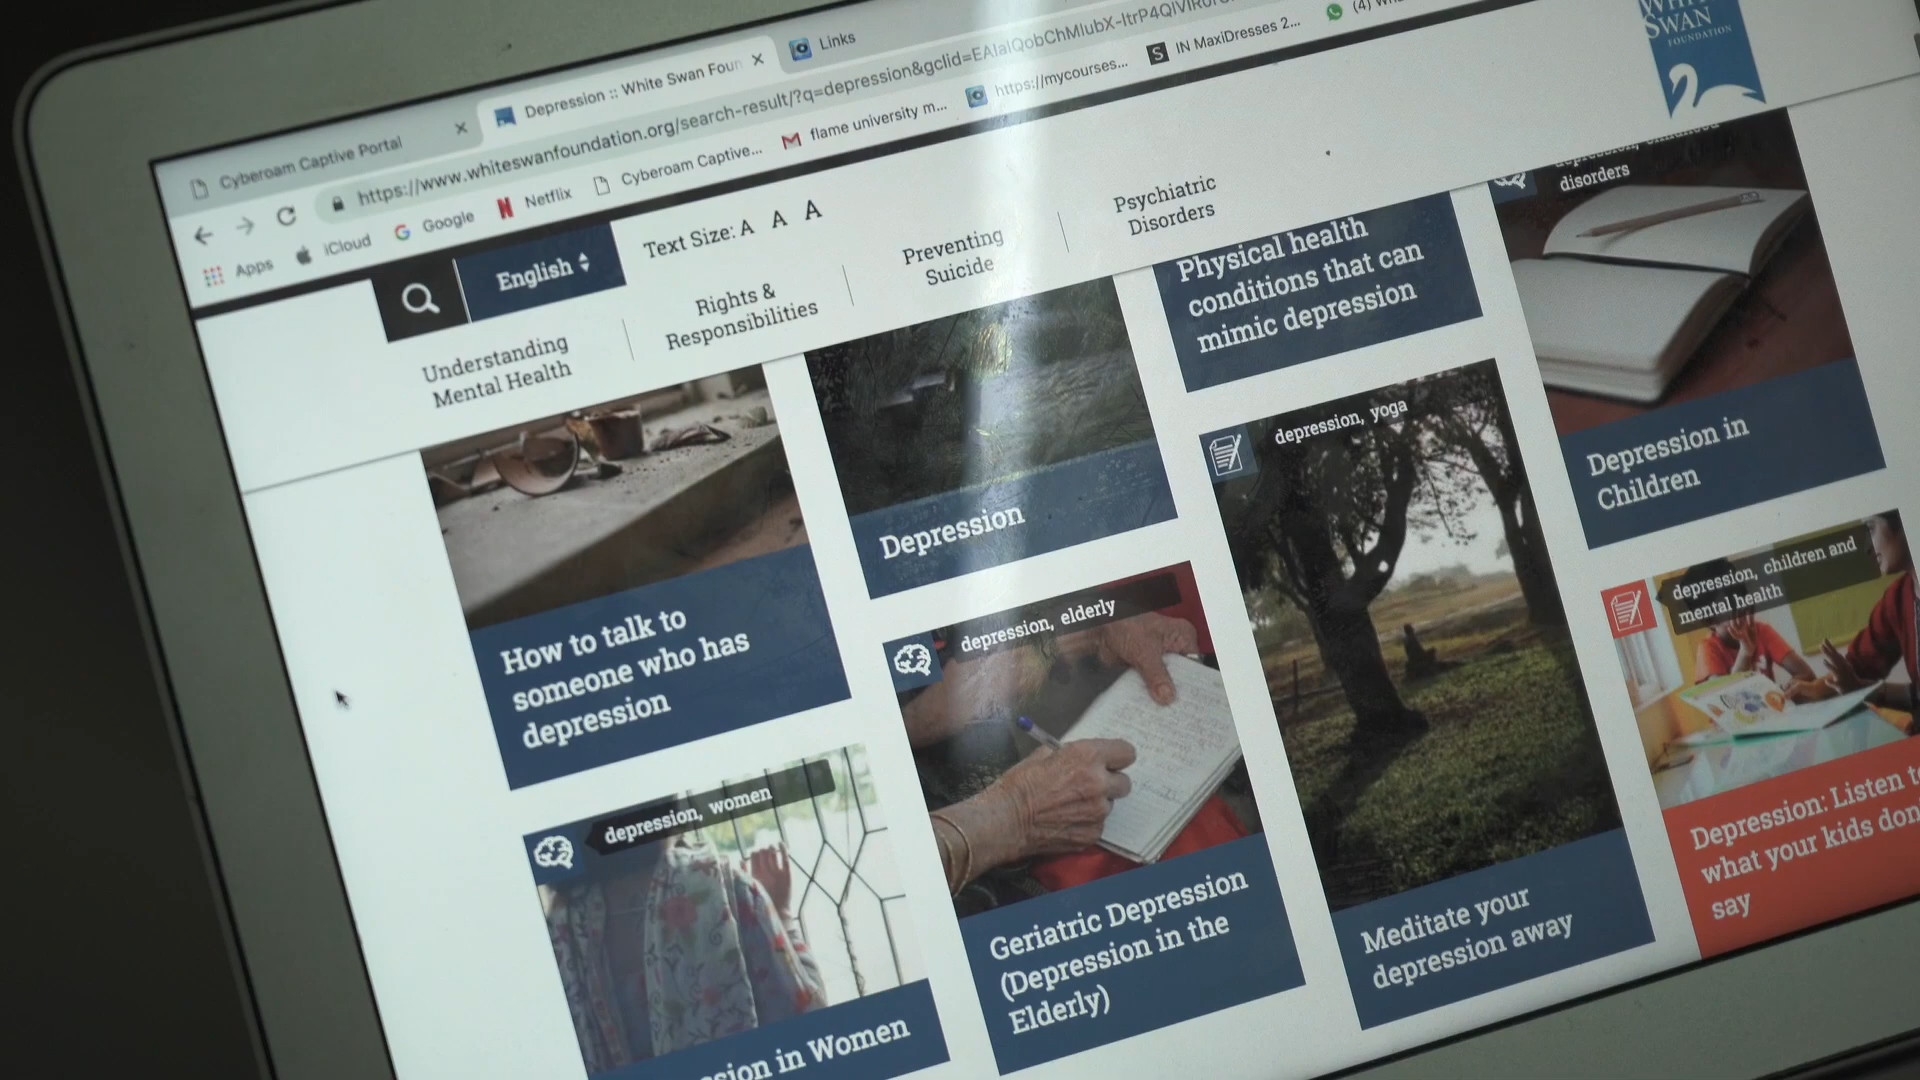 Cyberoam Captive Portal
Depression :: White Swan Foun
Links
https://www.whiteswanfoundation.org/search-result/?q=depression&gclid=
Apps
iCloud
Google
Netflix
Cyberoam Captive...
flame university m...
https://mycourses...
IN MaxiDresses 2...
English
Text Size: A A A
SWAN
FOUNDATION
Understanding
Mental Health
Rights &
Responsibilities
Preventing
Suicide
Psychiatric
Disorders
How to talk to
someone who has
depression
Depression
Physical health
conditions that can
mimic depression
disorders
Depression in
Children
depression, women
sion in Women
depression, elderly
Geriatric Depression
(Depression in the
Elderly)
depression, yoga
Meditate your
depression away
depression, children and
mental health
Depression: Listen t
what your kids don
say